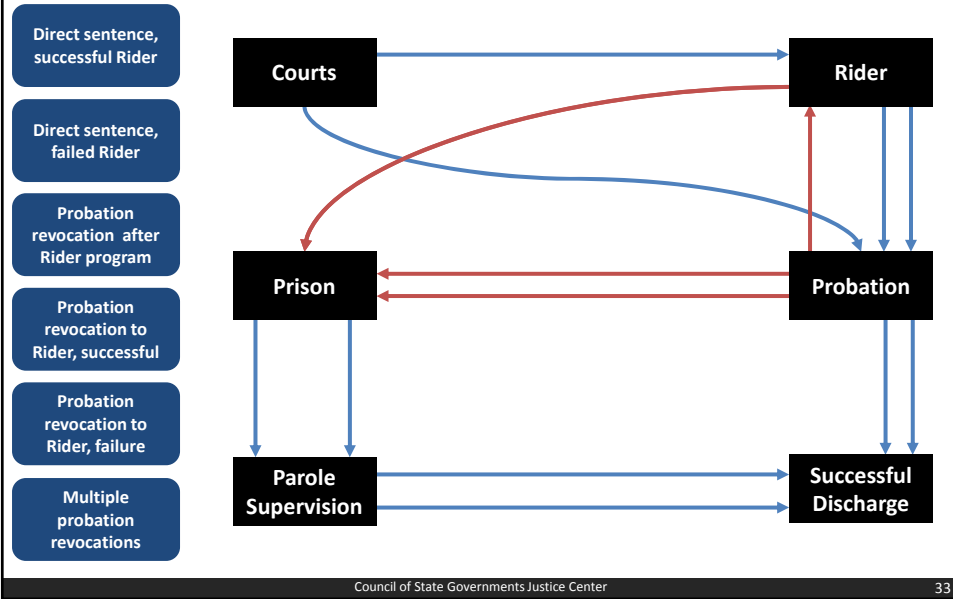 Direct sentence,
successful Rider
Direct sentence,
failed Rider
Probation
revocation after
Rider program
Probation
revocation to
Rider, successful
Probation
revocation to
Rider, failure
Multiple
probation
revocations
Courts
Rider
Prison
Probation
Parole
Supervision
Successful
Discharge
Council of State Governments Justice Center
33